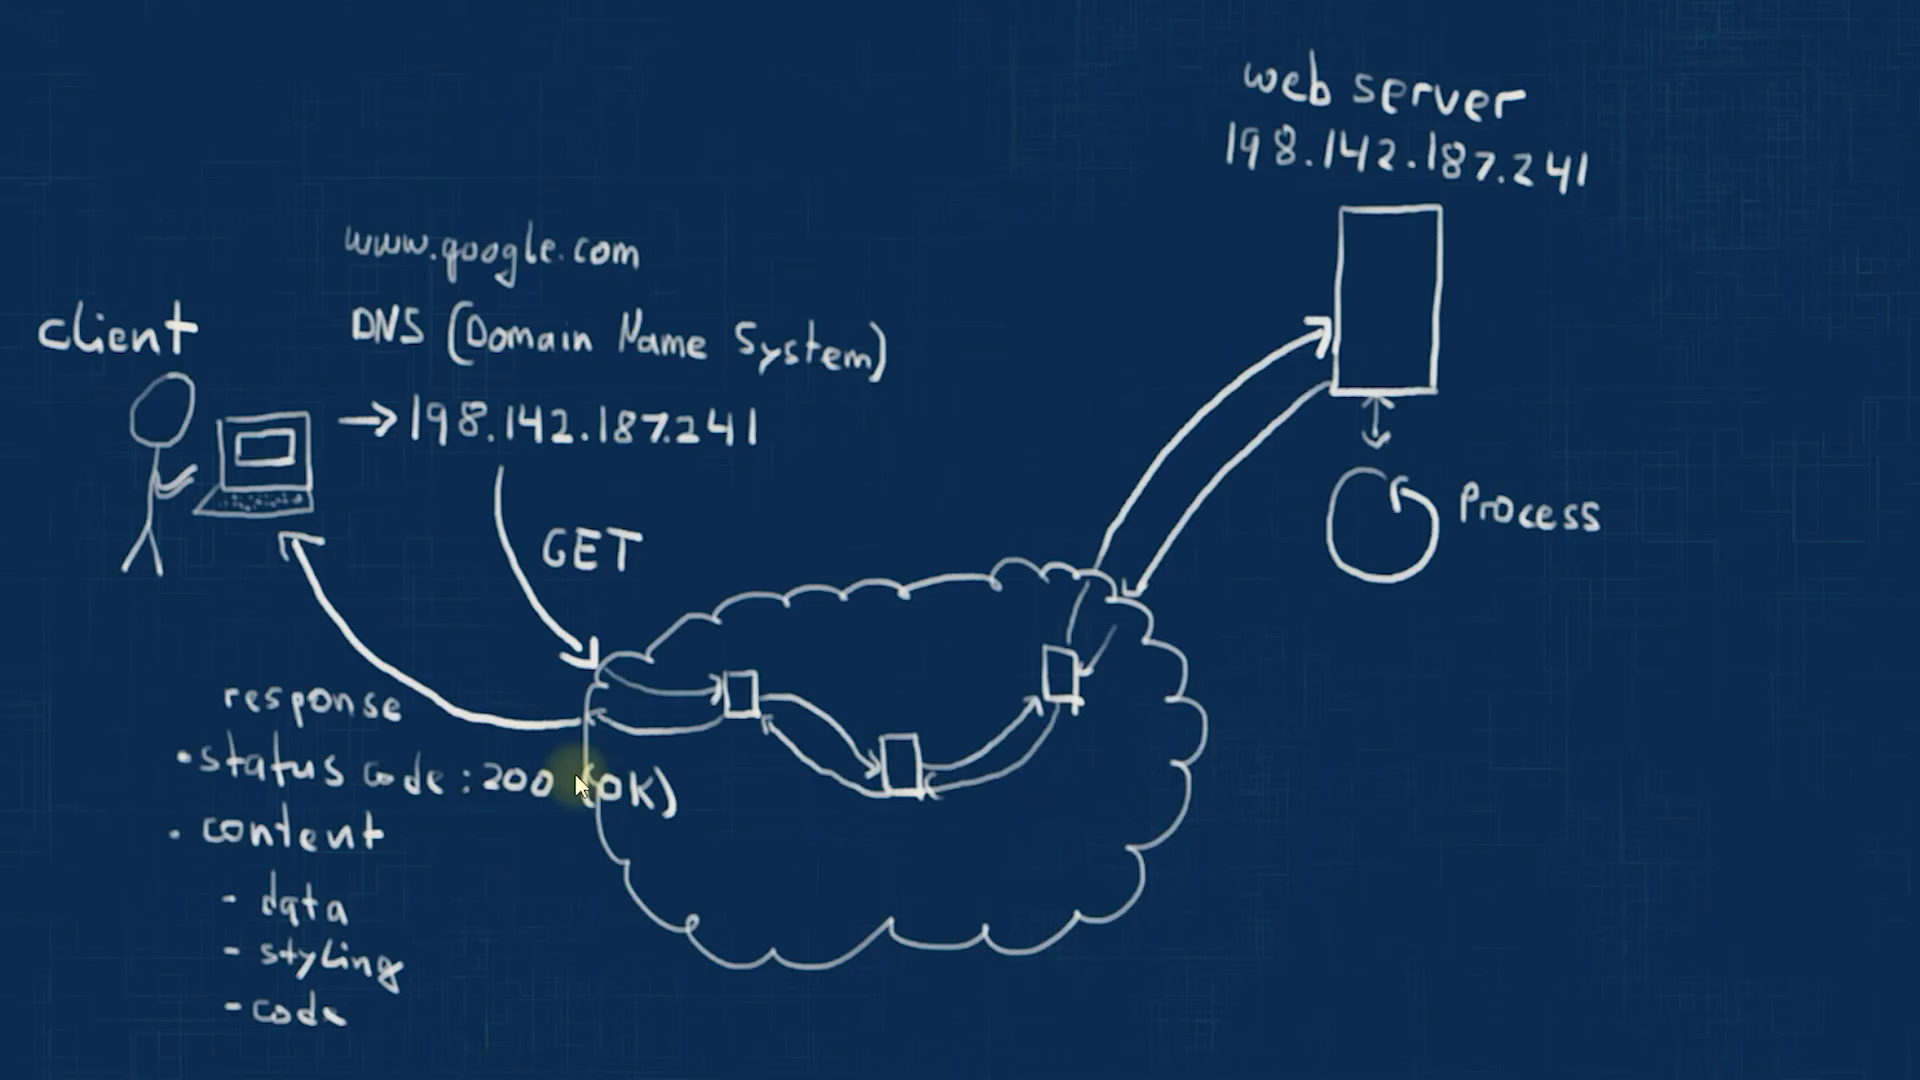 web server
198.142.187.241
www.google.com
client
DNS (Domain Name System)
→198.142.187.241
GET
Process
response
•status code:200 (OK)
• content
- data
- styling
- code